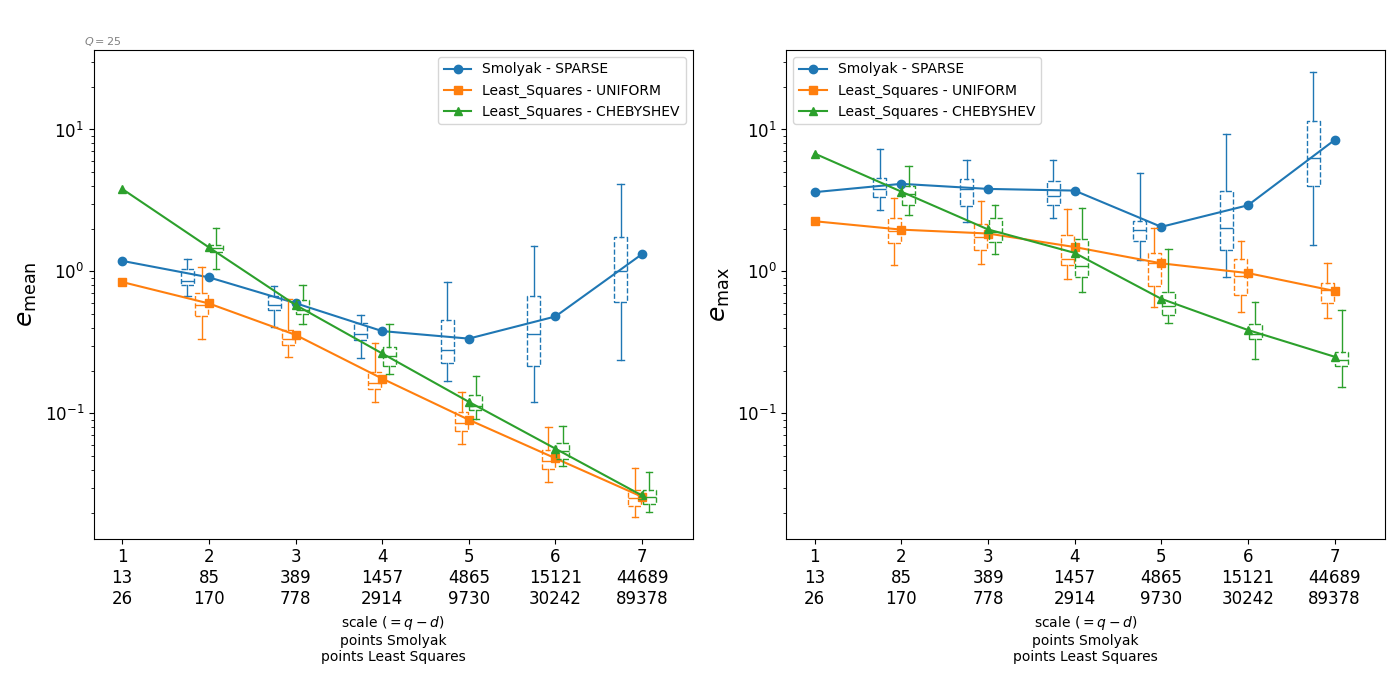 Q = 25
Smolyak - SPARSE
Least_Squares - UNIFORM
Least_Squares - CHEBYSHEV
10¹
10⁰
10⁻¹
e_mean
1 2 3 4 5 6 7
13 85 389 1457 4865 15121 44689
26 170 778 2914 9730 30242 89378
scale (= q − d)
points Smolyak
points Least Squares
Smolyak - SPARSE
Least_Squares - UNIFORM
Least_Squares - CHEBYSHEV
10¹
10⁰
10⁻¹
e_max
1 2 3 4 5 6 7
13 85 389 1457 4865 15121 44689
26 170 778 2914 9730 30242 89378
scale (= q − d)
points Smolyak
points Least Squares